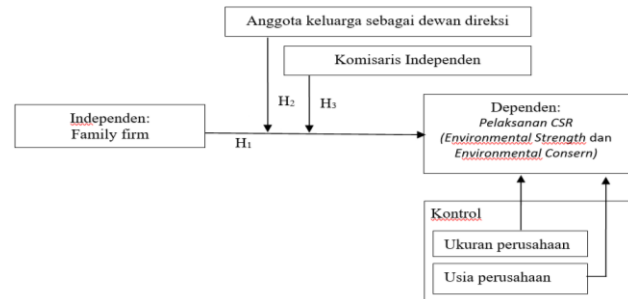 Anggota keluarga sebagai dewan direksi
Komisaris Independen
H2
H3
Independen:
Family firm
H1
Dependen:
Pelaksanan CSR
(Environmental Strength dan
Environmental Consern)
Kontrol
Ukuran perusahaan
Usia perusahaan